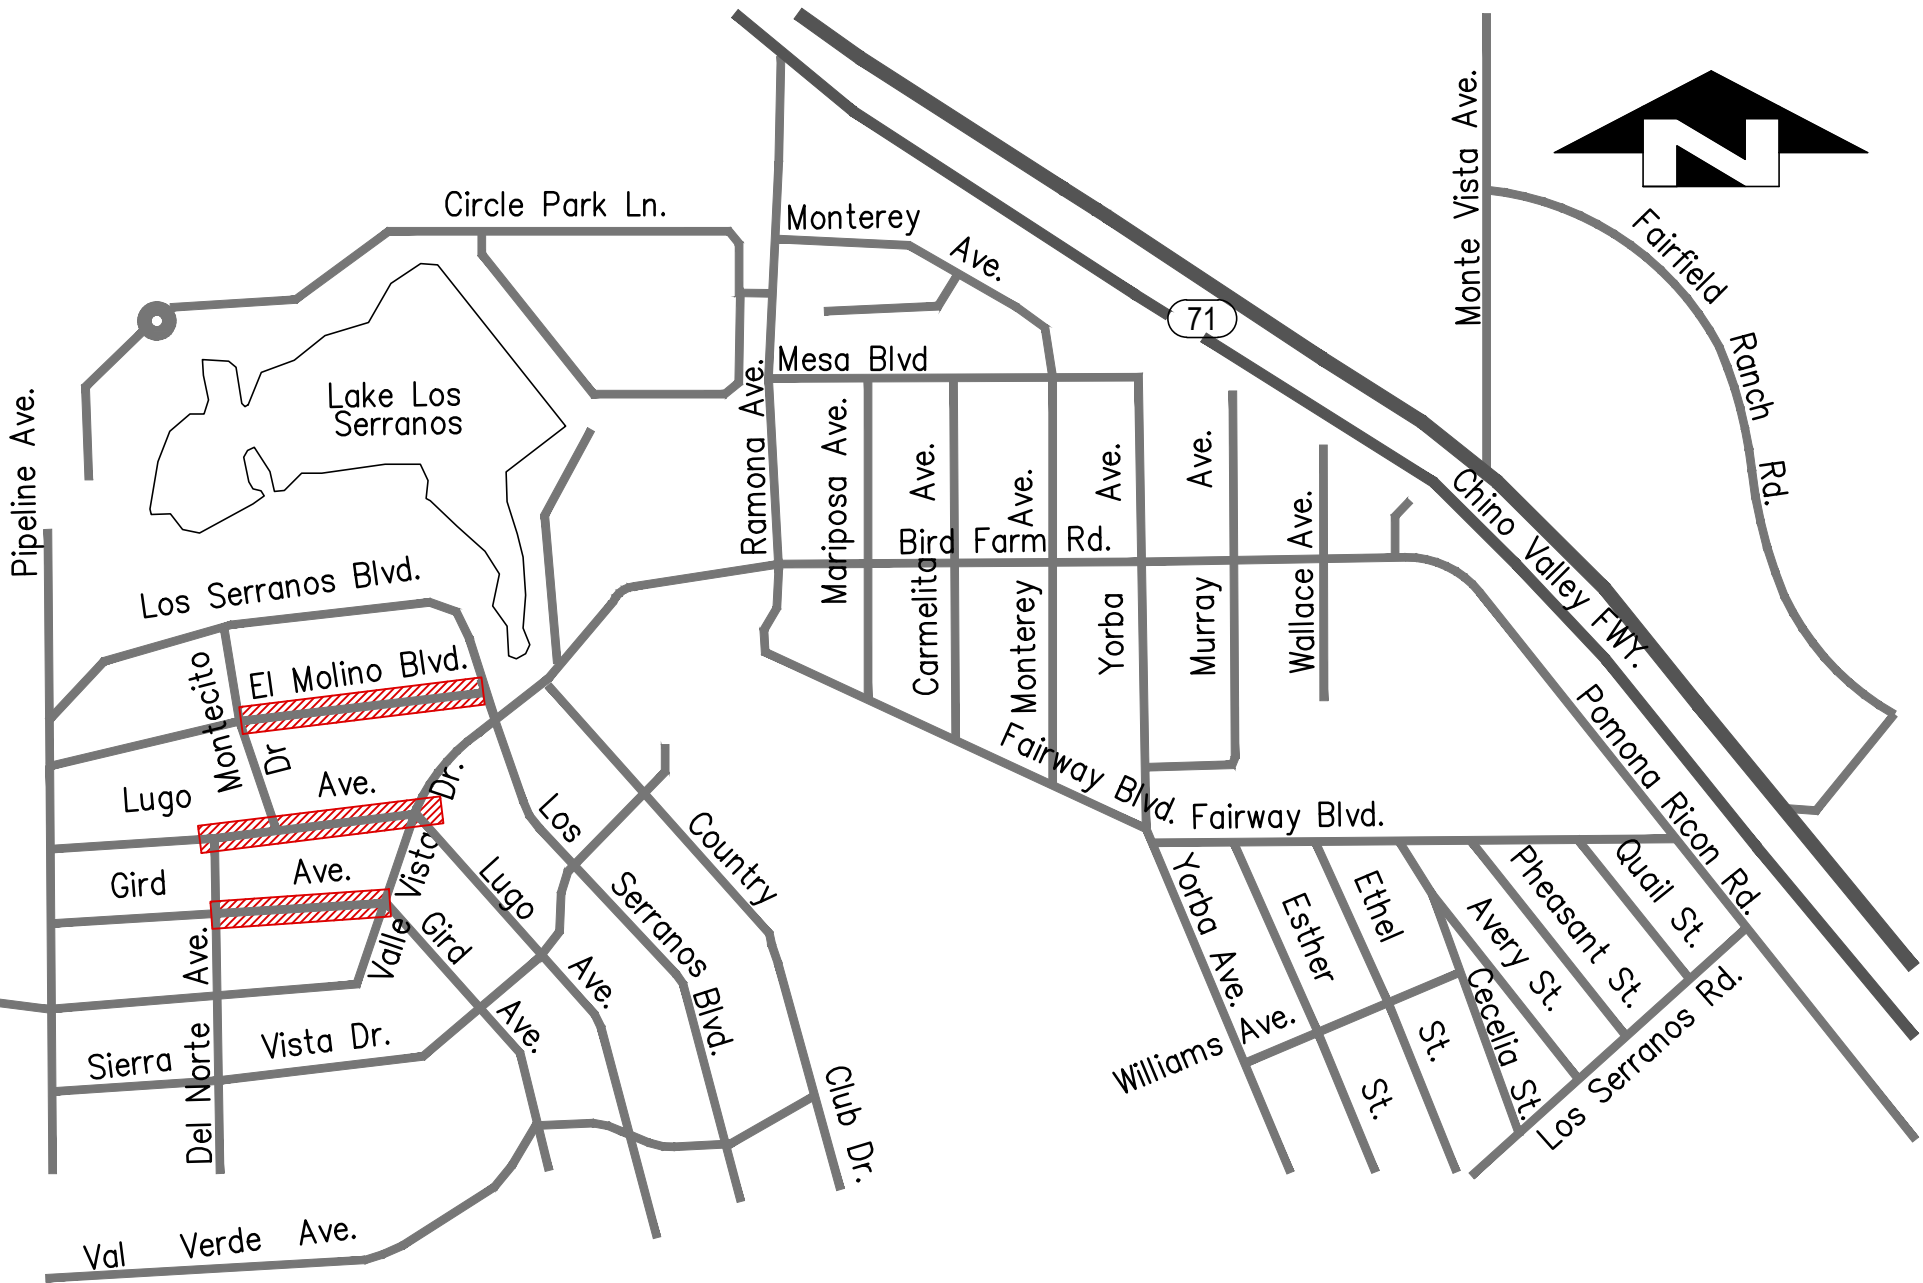 Circle Park Ln.
Monterey
Ave.
71
Monte Vista Ave.
N
Fairfield
Ranch
Rd.
Mesa Blvd
Lake Los
Serranos
Pipeline Ave.
Ramona Ave.
Mariposa Ave.
Carmelita Ave.
Monterey Ave.
Yorba Ave.
Murray Ave.
Wallace Ave.
Bird Farm Rd.
Chino Valley FWY.
Los Serranos Blvd.
El Molino Blvd.
Montecito
Dr
Lugo Ave.
Valle Vista Dr.
Gird Ave.
Del Norte Ave.
Sierra Vista Dr.
Val Verde Ave.
Los Serranos Blvd.
Country Club Dr.
Lugo Ave.
Gird Ave.
Fairway Blvd.
Fairway Blvd.
Pomona Ricon Rd.
Yorba Ave.
Esther St.
Ethel St.
Avery St.
Pheasant St.
Quail St.
Cecelia St.
Williams Ave.
Los Serranos Rd.